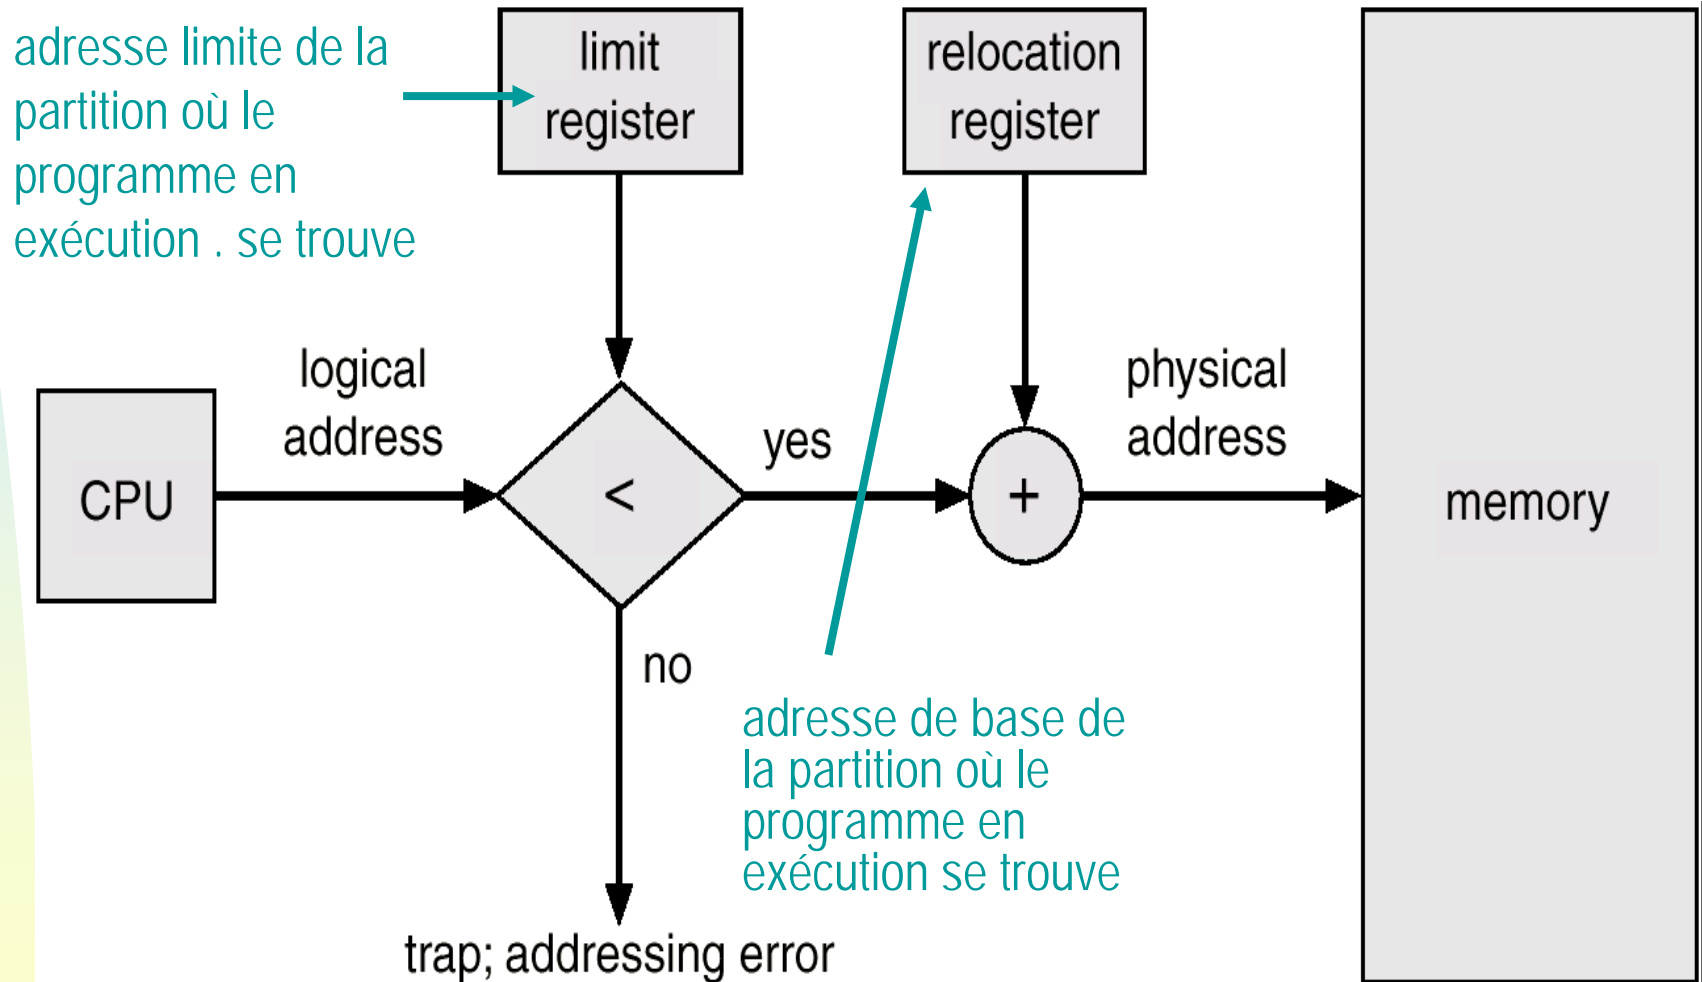 adresse limite de la
partition où le
programme en
exécution . se trouve
limit
register
relocation
register
logical
address
CPU
<
yes
+
physical
address
memory
no
adresse de base de
la partition où le
programme en
exécution se trouve
trap; addressing error